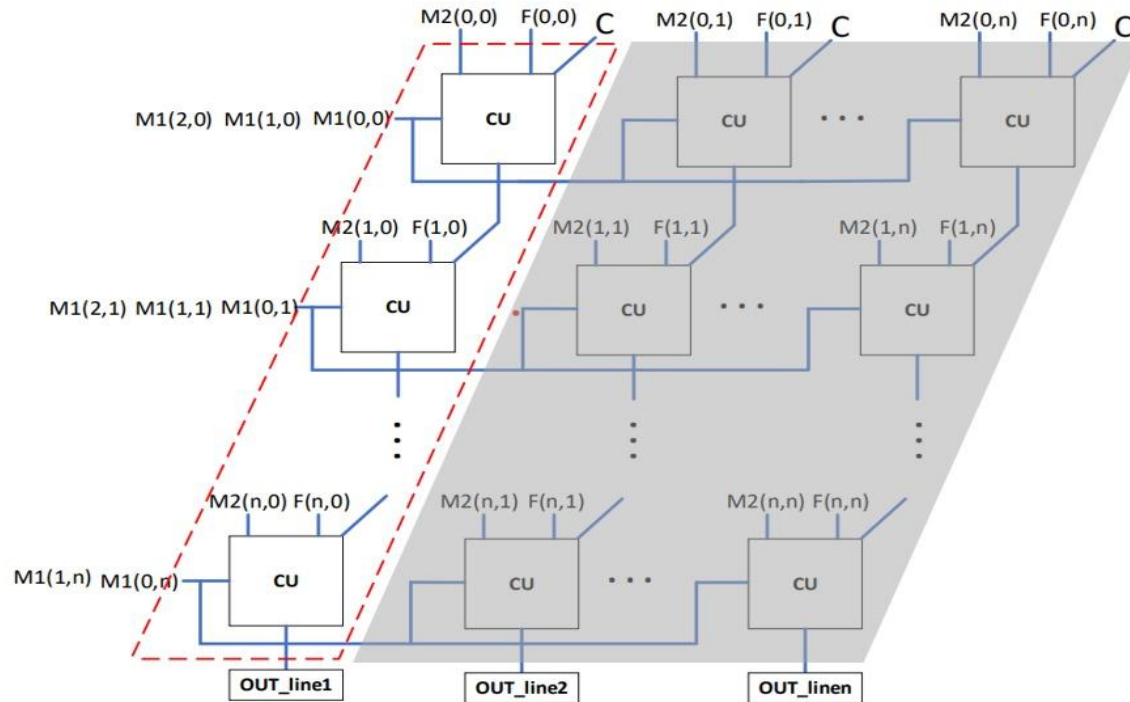 M2(0,0) F(0,0) C M2(0,1) F(0,1) C M2(0,n) F(0,n) C
M1(2,0) M1(1,0) M1(0,0) CU CU • • • CU
M2(1,0) F(1,0) M2(1,1) F(1,1) M2(1,n) F(1,n)
M1(2,1) M1(1,1) M1(0,1) CU CU • • • CU
M2(n,0) F(n,0) M2(n,1) F(n,1) M2(n,n) F(n,n)
M1(1,n) M1(0,n) CU CU • • • CU
OUT_line1 OUT_line2 OUT_linen